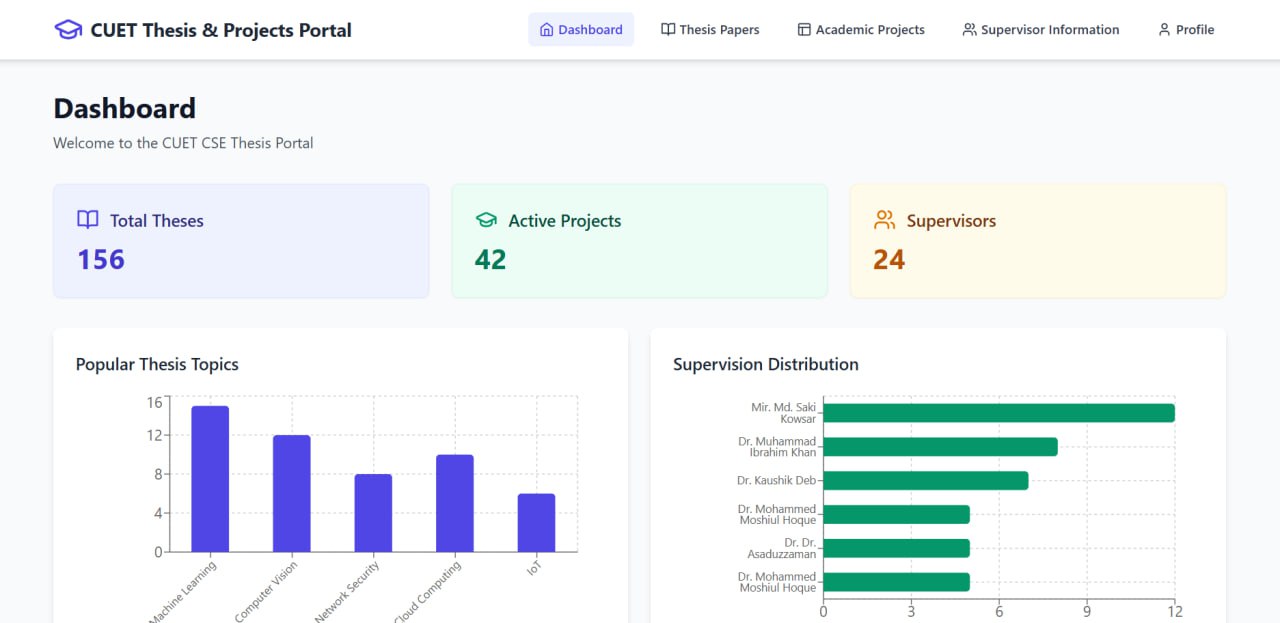 CUET Thesis & Projects Portal
Dashboard
Thesis Papers
Academic Projects
Supervisor Information
Profile
Dashboard
Welcome to the CUET CSE Thesis Portal
Total Theses
156
Active Projects
42
Supervisors
24
Popular Thesis Topics
16
12
8
4
0
Machine Learning
Computer Vision
Network Security
Cloud Computing
IoT
Supervision Distribution
Mir. Md. Saki
Kowsar
Dr. Muhammad
Ibrahim Khan
Dr. Kaushik Deb
Dr. Mohammed
Moshiul Hoque
Dr. Dr.
Asaduzzaman
Dr. Mohammed
Moshiul Hoque
0
3
6
9
12